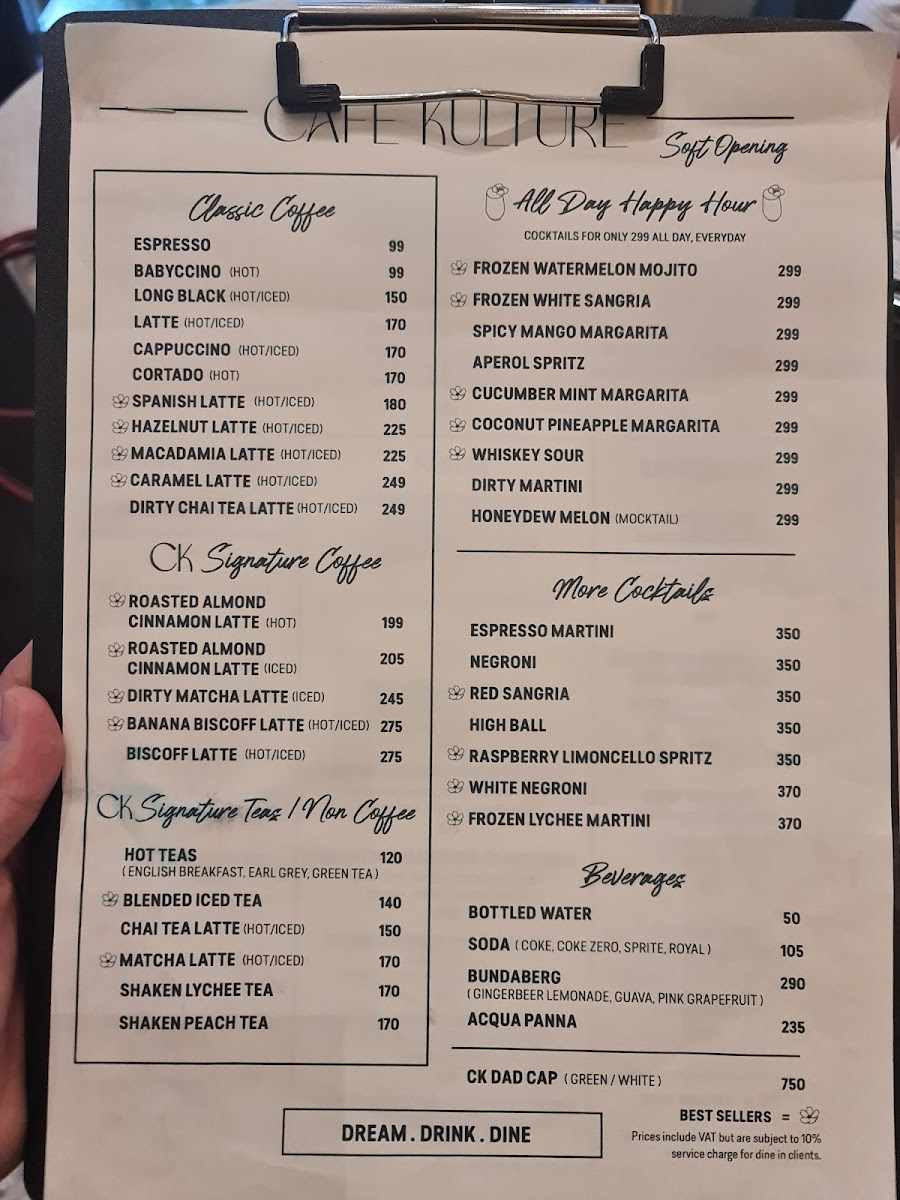 CAFE KULTURE
Soft Opening
Classic Coffee
ESPRESSO 99
BABYCCINO (HOT) 99
LONG BLACK (HOT/ICED) 150
LATTE (HOT/ICED) 170
CAPPUCCINO (HOT/ICED) 170
CORTADO (HOT) 170
SPANISH LATTE (HOT/ICED) 180
HAZELNUT LATTE (HOT/ICED) 225
MACADAMIA LATTE (HOT/ICED) 225
CARAMEL LATTE (HOT/ICED) 249
DIRTY CHAI TEA LATTE (HOT/ICED) 249
CK Signature Coffee
ROASTED ALMOND
CINNAMON LATTE (HOT) 199
ROASTED ALMOND
CINNAMON LATTE (ICED) 205
DIRTY MATCHA LATTE (ICED) 245
BANANA BISCOFF LATTE (HOT/ICED) 275
BISCOFF LATTE (HOT/ICED) 275
CK Signature Teas / Non Coffee
HOT TEAS 120
( ENGLISH BREAKFAST, EARL GREY, GREEN TEA )
BLENDED ICED TEA 140
CHAI TEA LATTE (HOT/ICED) 150
MATCHA LATTE (HOT/ICED) 170
SHAKEN LYCHEE TEA 170
SHAKEN PEACH TEA 170
All Day Happy Hour
COCKTAILS FOR ONLY 299 ALL DAY, EVERYDAY
FROZEN WATERMELON MOJITO 299
FROZEN WHITE SANGRIA 299
SPICY MANGO MARGARITA 299
APEROL SPRITZ 299
CUCUMBER MINT MARGARITA 299
COCONUT PINEAPPLE MARGARITA 299
WHISKEY SOUR 299
DIRTY MARTINI 299
HONEYDEW MELON (MOCKTAIL) 299
More Cocktails
ESPRESSO MARTINI 350
NEGRONI 350
RED SANGRIA 350
HIGH BALL 350
RASPBERRY LIMONCELLO SPRITZ 350
WHITE NEGRONI 370
FROZEN LYCHEE MARTINI 370
Beverages
BOTTLED WATER 50
SODA ( COKE, COKE ZERO, SPRITE, ROYAL ) 105
BUNDABERG 290
( GINGERBEER LEMONADE, GUAVA, PINK GRAPEFRUIT )
ACQUA PANNA 235
CK DAD CAP ( GREEN / WHITE ) 750
BEST SELLERS =
Prices include VAT but are subject to 10%
service charge for dine in clients.
DREAM . DRINK . DINE